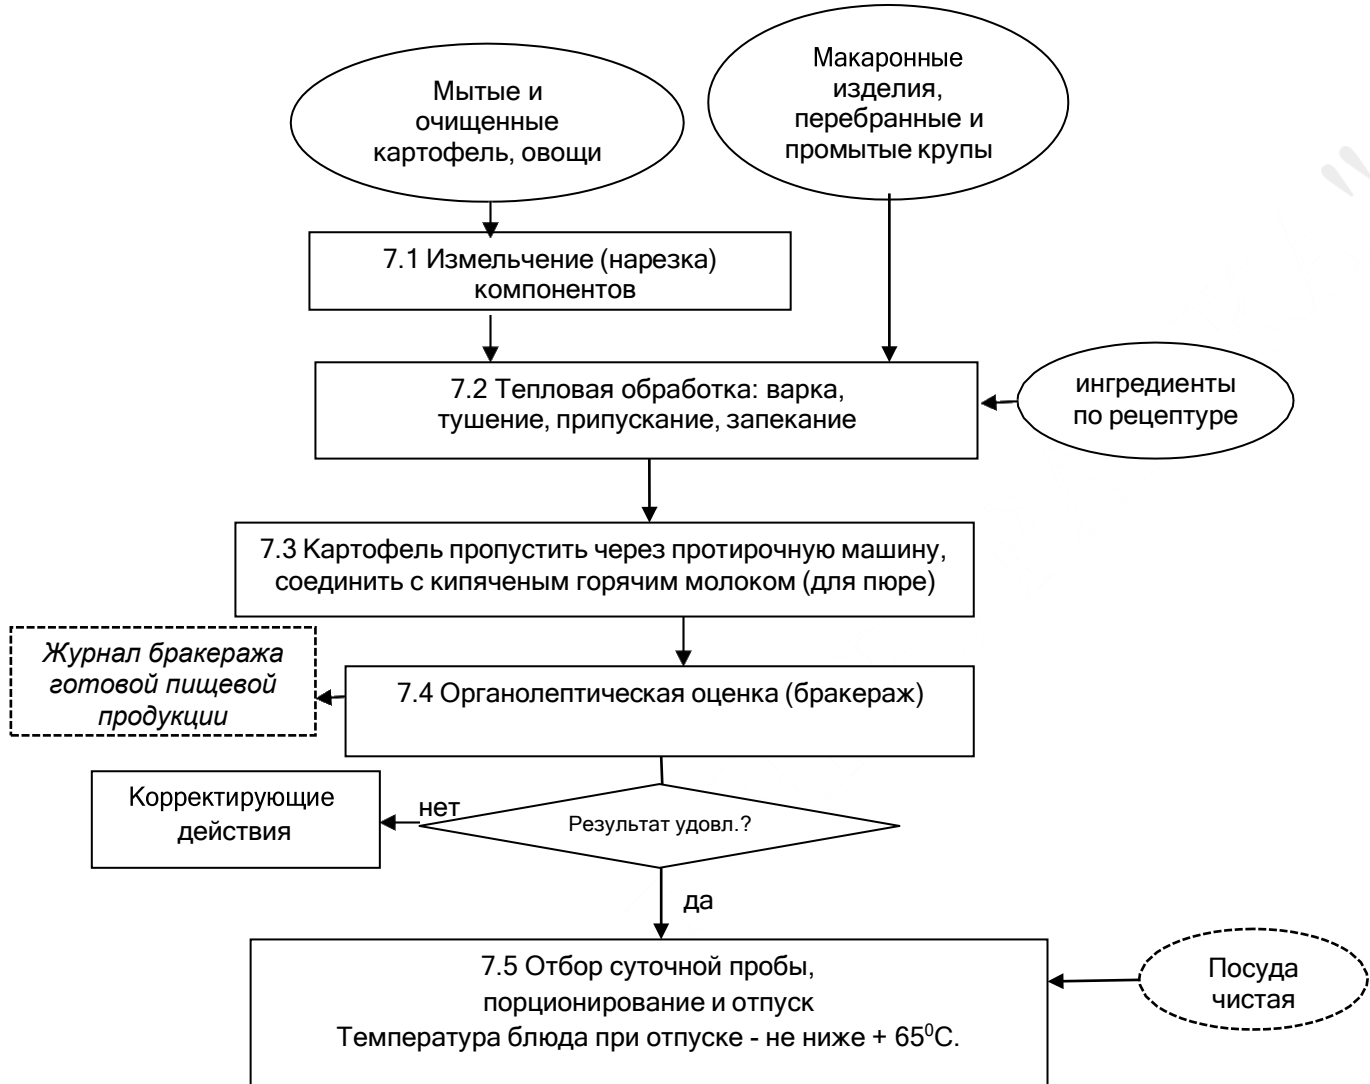 Мытые и
очищенные
картофель, овощи
Макаронные
изделия,
перебранные и
промытые крупы
7.1 Измельчение (нарезка)
компонентов
7.2 Тепловая обработка: варка,
тушение, припускание, запекание
ингредиенты
по рецептуре
7.3 Картофель пропустить через протирочную машину,
соединить с кипяченым горячим молоком (для пюре)
Журнал бракеража
готовой пищевой
продукции
7.4 Органолептическая оценка (бракераж)
Корректирующие
действия
нет
Результат удовл.?
да
7.5 Отбор суточной пробы,
порционирование и отпуск
Температура блюда при отпуске - не ниже + 65⁰С.
Посуда
чистая
"